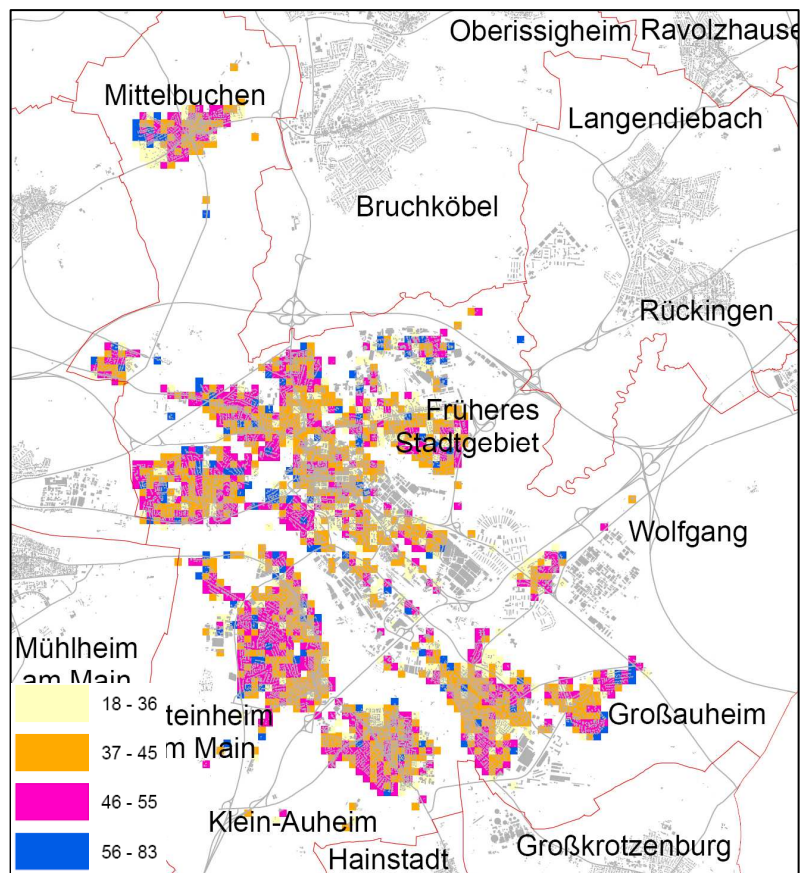 Oberissigheim Ravolzhause
Mittelbuchen
Langendiebach
Bruchköbel
Rückingen
Früheres
Stadtgebiet
Wolfgang
Mühlheim
am Main
18 - 36
teinheim
37 - 45
m Main
46 - 55
56 - 83
Großauheim
Klein-Auheim
Hainstadt
Großkrotzenburg